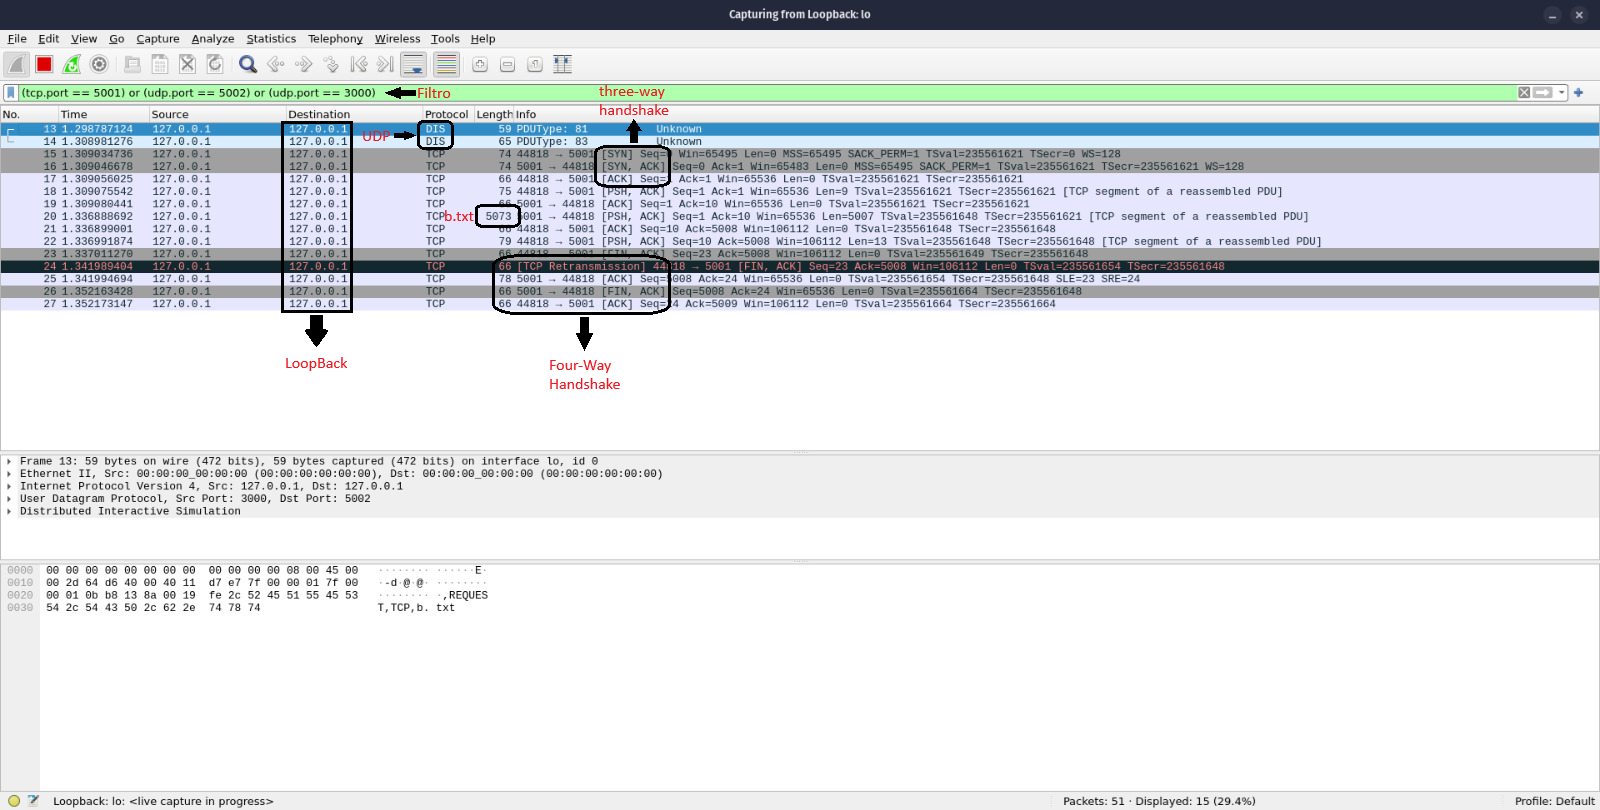 Capturing from Loopback: lo
File Edit View Go Capture Analyze Statistics Telephony Wireless Tools Help
(tcp.port == 5001) or (udp.port == 5002) or (udp.port == 3000)
Filtro
three-way
handshake
No. Time Source Destination Protocol Length Info
13 1.298787124 127.0.0.1 127.0.0.1 DIS 59 PDUType: 81 Unknown
UDP
14 1.308981276 127.0.0.1 127.0.0.1 DIS 65 PDUType: 83 Unknown
15 1.309034736 127.0.0.1 127.0.0.1 TCP 74 44818 → 5001 [SYN] Seq=0 Win=65495 Len=0 MSS=65495 SACK_PERM=1 TSval=235561621 TSecr=0 WS=128
16 1.309046678 127.0.0.1 127.0.0.1 TCP 74 5001 → 44818 [SYN, ACK] Seq=0 Ack=1 Win=65483 Len=0 MSS=65495 SACK_PERM=1 TSval=235561621 TSecr=235561621 WS=128
17 1.309056025 127.0.0.1 127.0.0.1 TCP 66 44818 → 5001 [ACK] Seq=1 Ack=1 Win=65536 Len=0 TSval=235561621 TSecr=235561621
18 1.309075542 127.0.0.1 127.0.0.1 TCP 75 44818 → 5001 [PSH, ACK] Seq=1 Ack=1 Win=65536 Len=9 TSval=235561621 TSecr=235561621 [TCP segment of a reassembled PDU]
19 1.309080441 127.0.0.1 127.0.0.1 TCP 66 5001 → 44818 [ACK] Seq=1 Ack=10 Win=65536 Len=0 TSval=235561621 TSecr=235561621
20 1.336888692 127.0.0.1 127.0.0.1 TCP b.txt 5073 5001 → 44818 [PSH, ACK] Seq=1 Ack=10 Win=65536 Len=5007 TSval=235561648 TSecr=235561621 [TCP segment of a reassembled PDU]
21 1.336899001 127.0.0.1 127.0.0.1 TCP 66 44818 → 5001 [ACK] Seq=10 Ack=5008 Win=106112 Len=0 TSval=235561648 TSecr=235561648
22 1.336991874 127.0.0.1 127.0.0.1 TCP 79 44818 → 5001 [PSH, ACK] Seq=10 Ack=5008 Win=106112 Len=13 TSval=235561648 TSecr=235561648 [TCP segment of a reassembled PDU]
23 1.337011270 127.0.0.1 127.0.0.1 TCP 66 44818 → 5001 [FIN, ACK] Seq=23 Ack=5008 Win=106112 Len=0 TSval=235561649 TSecr=235561648
24 1.341989404 127.0.0.1 127.0.0.1 TCP 66 [TCP Retransmission] 44818 → 5001 [FIN, ACK] Seq=23 Ack=5008 Win=106112 Len=0 TSval=235561654 TSecr=235561648
25 1.341994694 127.0.0.1 127.0.0.1 TCP 78 5001 → 44818 [ACK] Seq=5008 Ack=24 Win=65536 Len=0 TSval=235561654 TSecr=235561648 SLE=23 SRE=24
26 1.352163428 127.0.0.1 127.0.0.1 TCP 66 5001 → 44818 [FIN, ACK] Seq=5008 Ack=24 Win=65536 Len=0 TSval=235561664 TSecr=235561648
27 1.352173147 127.0.0.1 127.0.0.1 TCP 66 44818 → 5001 [ACK] Seq=24 Ack=5009 Win=106112 Len=0 TSval=235561664 TSecr=235561664
LoopBack
Four-Way
Handshake
Frame 13: 59 bytes on wire (472 bits), 59 bytes captured (472 bits) on interface lo, id 0
Ethernet II, Src: 00:00:00_00:00:00 (00:00:00:00:00:00), Dst: 00:00:00_00:00:00 (00:00:00:00:00:00)
Internet Protocol Version 4, Src: 127.0.0.1, Dst: 127.0.0.1
User Datagram Protocol, Src Port: 3000, Dst Port: 5002
Distributed Interactive Simulation
0000 00 00 00 00 00 00 00 00 00 00 00 00 08 00 45 00 ········ ······E·
0010 00 2d 64 d6 40 00 40 11 d7 e7 7f 00 00 01 7f 00 ·-d·@·@· ········
0020 00 01 0b b8 13 8a 00 19 fe 2c 52 45 51 55 45 53 ········ ·,REQUES
0030 54 2c 54 43 50 2c 62 2e 74 78 74 T,TCP,b. txt
Loopback: lo: <live capture in progress> Packets: 51 · Displayed: 15 (29.4%) Profile: Default